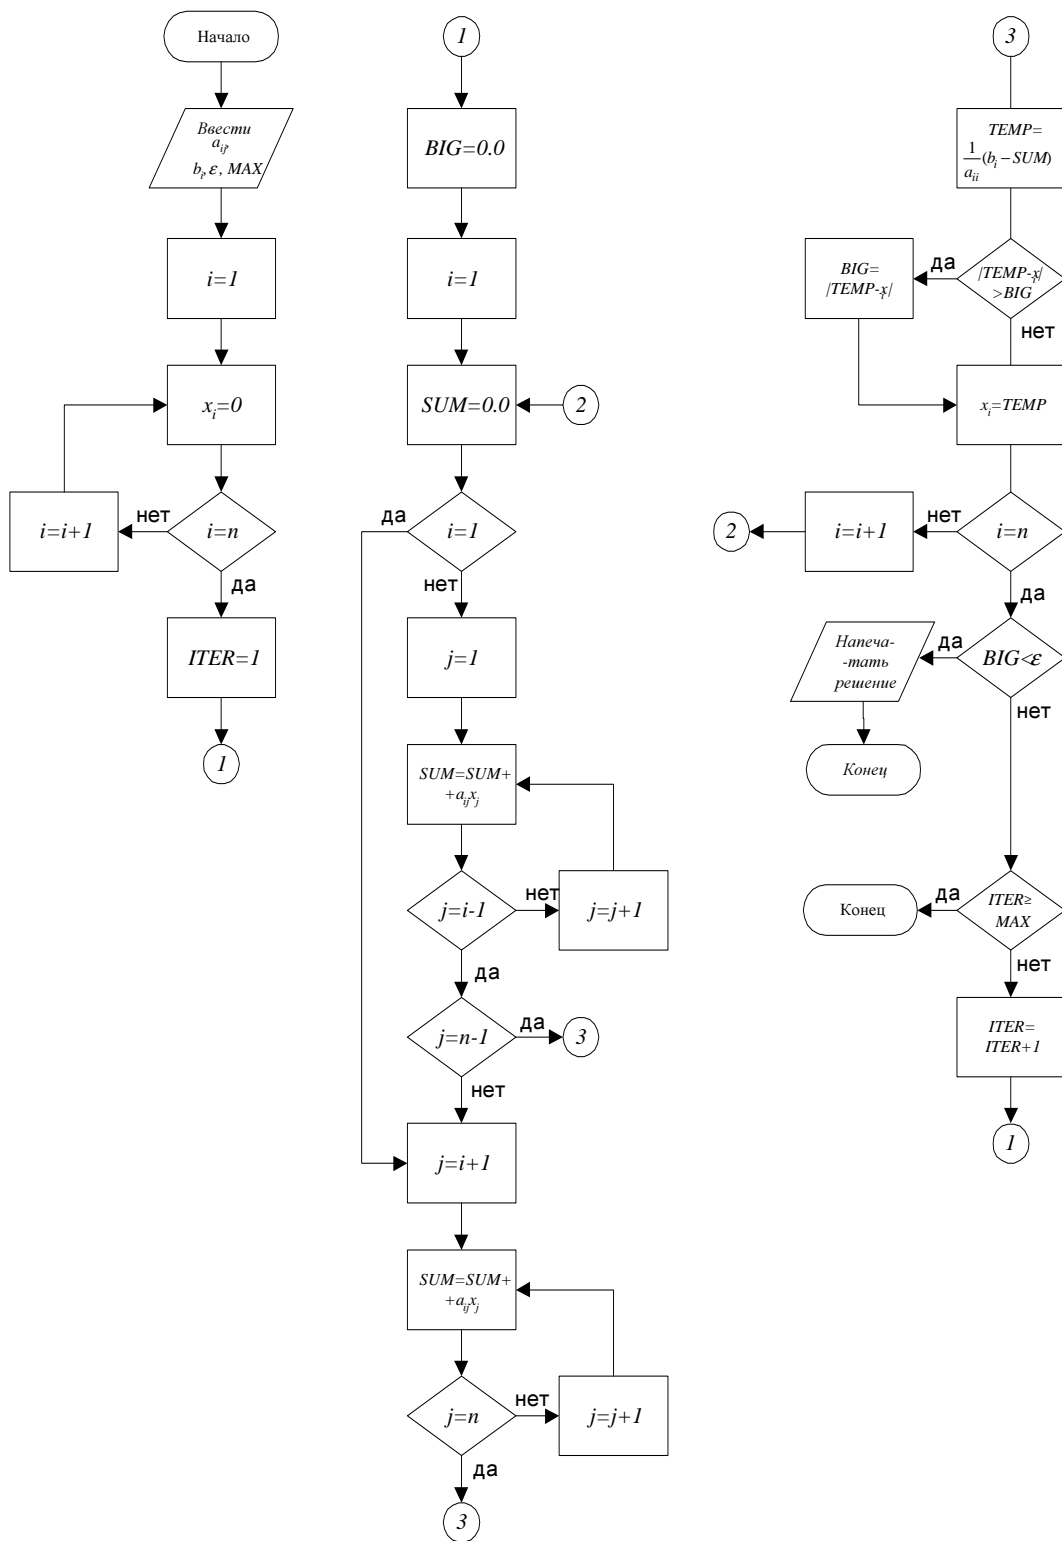 Начало
Ввести
a_ij,
b_i, ε, MAX
i=1
x_i=0
i=n
нет
i=i+1
да
ITER=1
1
1
BIG=0.0
i=1
SUM=0.0
2
i=1
да
нет
j=1
SUM=SUM+
+a_ij x_j
j=i-1
нет
j=j+1
да
j=n-1
да
3
нет
j=i+1
SUM=SUM+
+a_ij x_j
j=n
нет
j=j+1
да
3
3
TEMP=
1/a_ii (b_i – SUM)
|TEMP-x_i|
>BIG
да
BIG=
|TEMP-x_i|
нет
x_i=TEMP
i=n
нет
i=i+1
2
да
BIG<ε
да
Напеча-
-тать
решение
Конец
нет
ITER≥
MAX
да
Конец
нет
ITER=
ITER+1
1